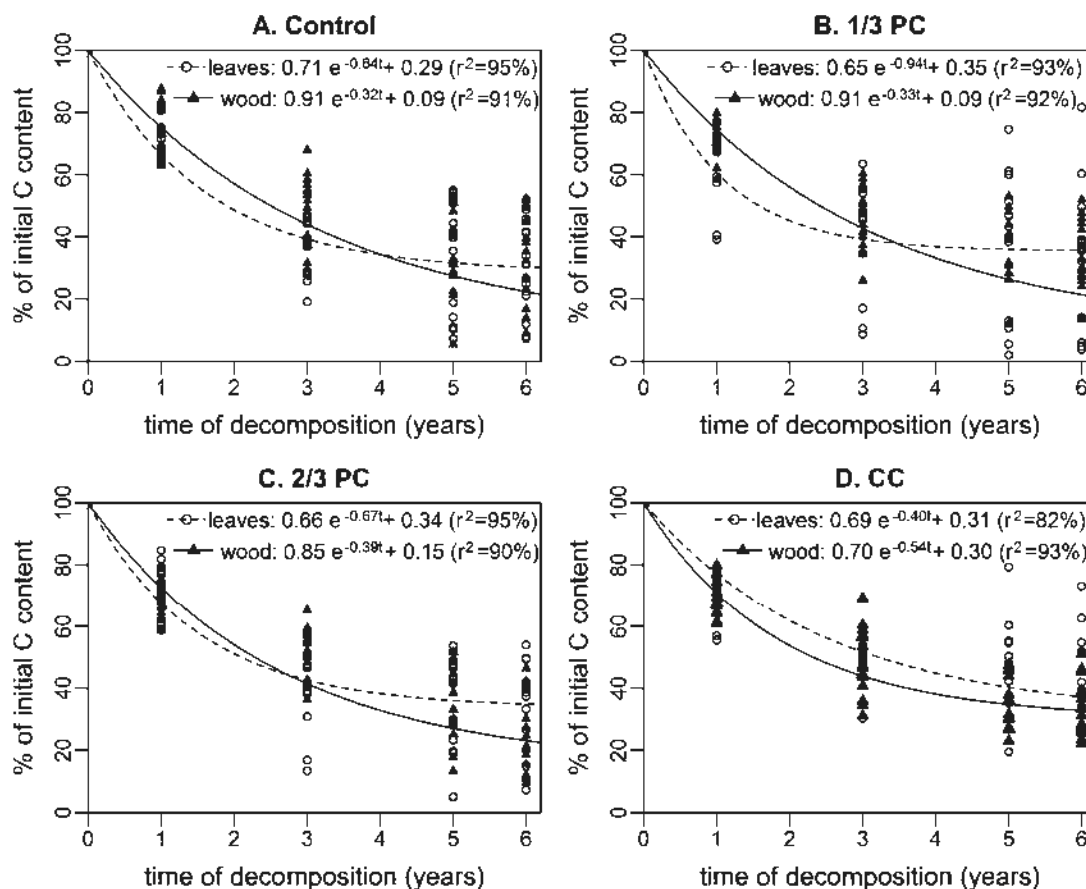 A. Control
leaves: 0.71 e^-0.64t + 0.29 (r²=95%)
wood: 0.91 e^-0.32t + 0.09 (r²=91%)
% of initial C content
100
80
60
40
20
0
0 1 2 3 4 5 6
time of decomposition (years)
B. 1/3 PC
leaves: 0.65 e^-0.94t + 0.35 (r²=93%)
wood: 0.91 e^-0.33t + 0.09 (r²=92%)
% of initial C content
100
80
60
40
20
0
0 1 2 3 4 5 6
time of decomposition (years)
C. 2/3 PC
leaves: 0.66 e^-0.67t + 0.34 (r²=95%)
wood: 0.85 e^-0.39t + 0.15 (r²=90%)
% of initial C content
100
80
60
40
20
0
0 1 2 3 4 5 6
time of decomposition (years)
D. CC
leaves: 0.69 e^-0.40t + 0.31 (r²=82%)
wood: 0.70 e^-0.54t + 0.30 (r²=93%)
% of initial C content
100
80
60
40
20
0
0 1 2 3 4 5 6
time of decomposition (years)